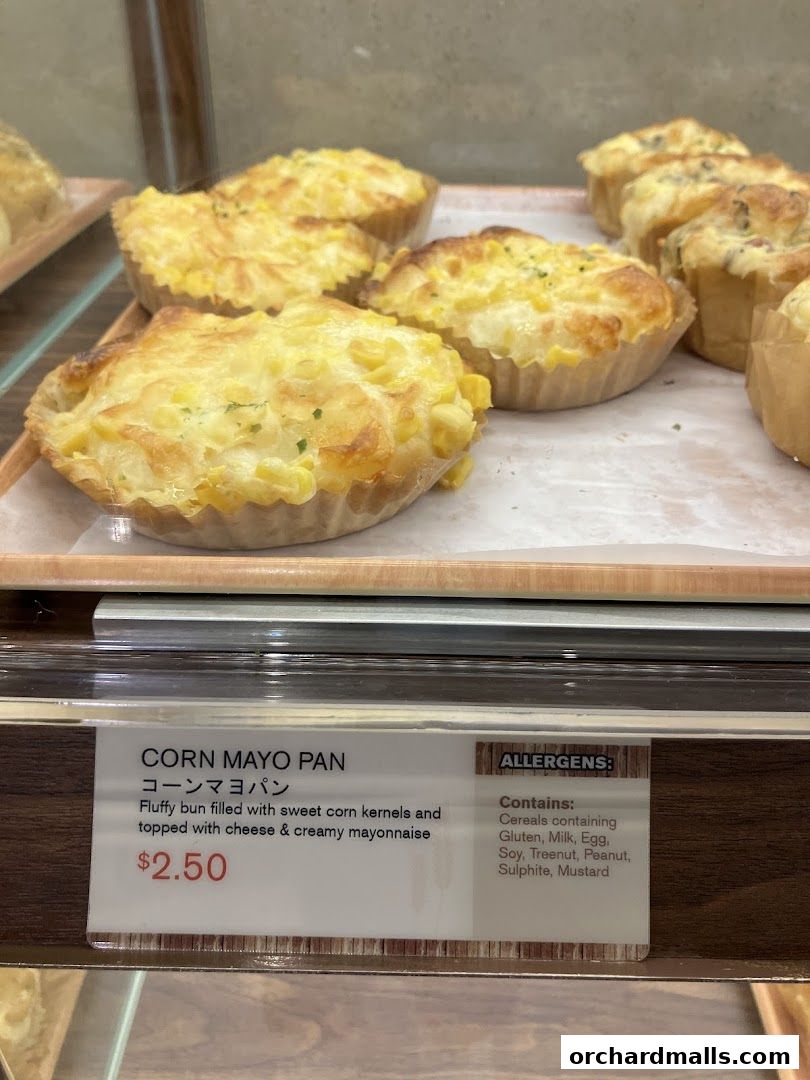 CORN MAYO PAN
コーンマヨパン
Fluffy bun filled with sweet corn kernels and
topped with cheese & creamy mayonnaise
$2.50
ALLERGENS:
Contains:
Cereals containing
Gluten, Milk, Egg,
Soy, Treenut, Peanut,
Sulphite, Mustard
orchardmalls.com